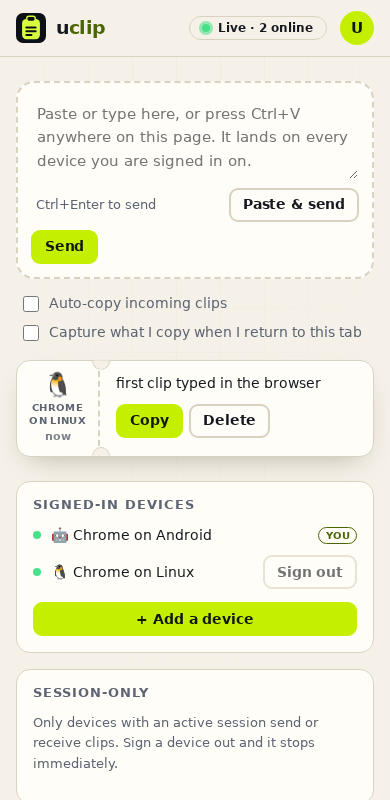 uclip
Live · 2 online
U
Paste or type here, or press Ctrl+V
anywhere on this page. It lands on every
device you are signed in on.
Ctrl+Enter to send
Paste & send
Send
Auto-copy incoming clips
Capture what I copy when I return to this tab
CHROME
ON LINUX
now
first clip typed in the browser
Copy
Delete
SIGNED-IN DEVICES
Chrome on Android
YOU
Chrome on Linux
Sign out
+ Add a device
SESSION-ONLY
Only devices with an active session send or
receive clips. Sign a device out and it stops
immediately.